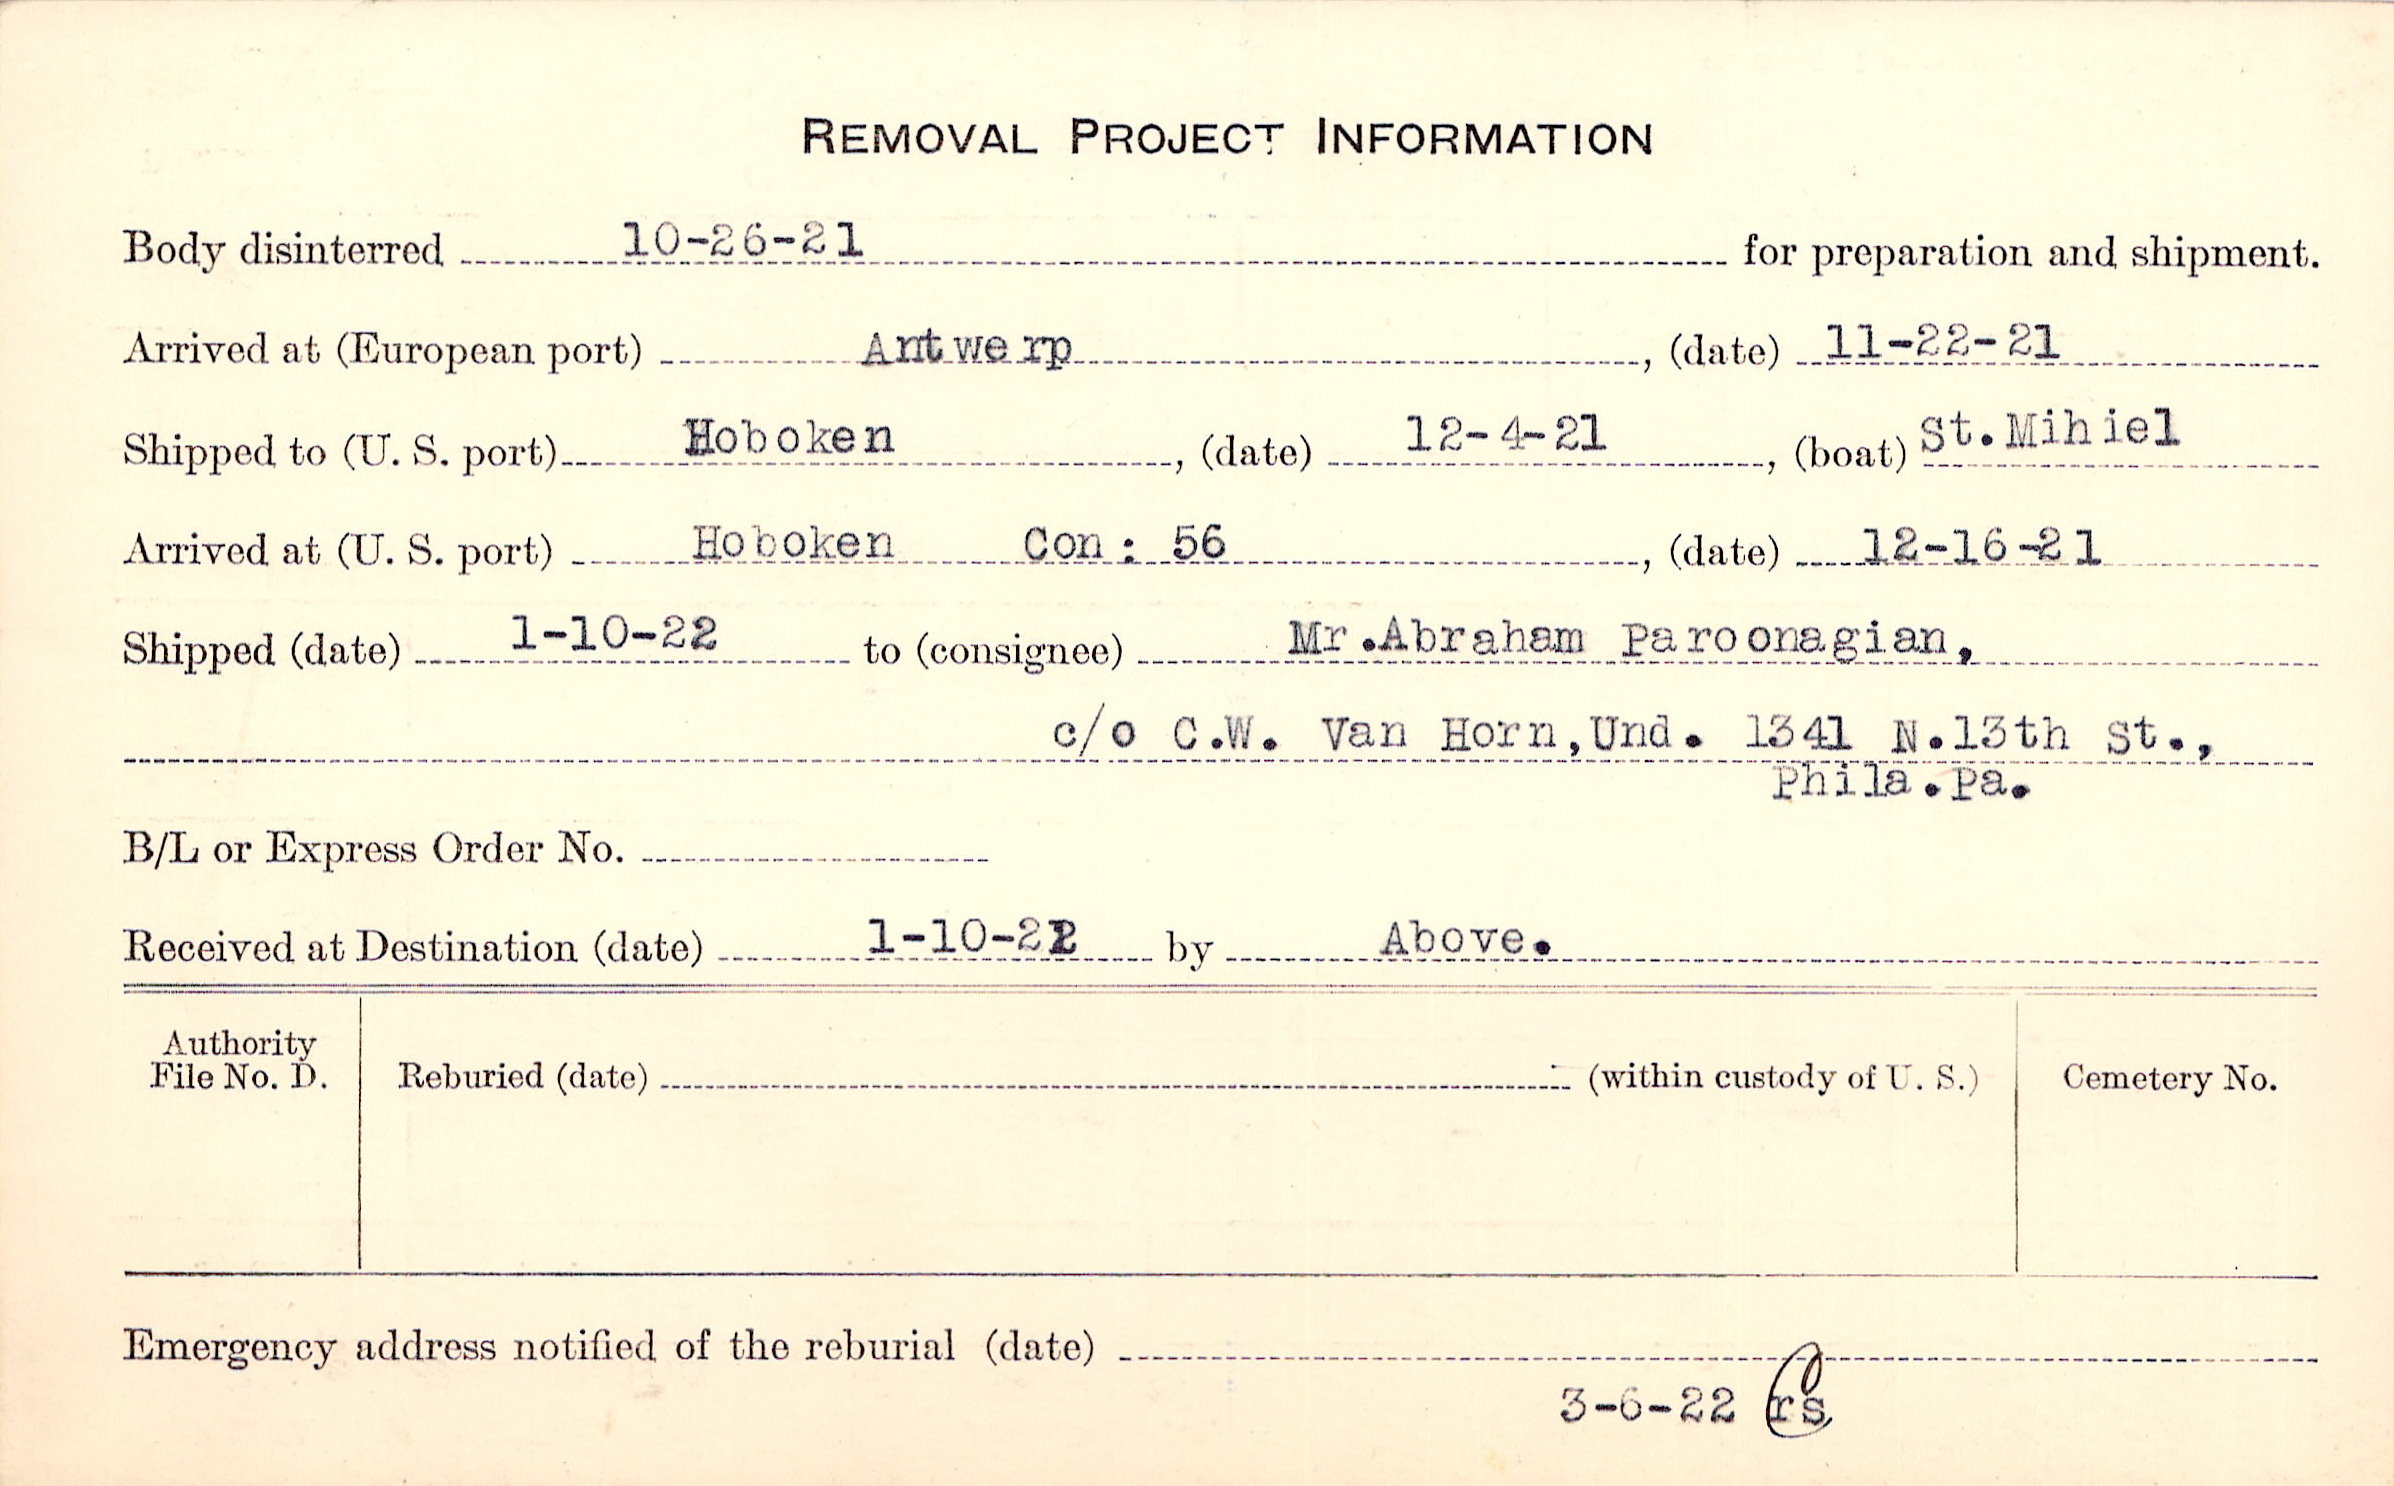 REMOVAL PROJECT INFORMATION
Body disinterred 10-26-21 for preparation and shipment.
Arrived at (European port) Antwerp, (date) 11-22-21
Shipped to (U. S. port) Hoboken, (date) 12-4-21, (boat) St.Mihiel
Arrived at (U. S. port) Hoboken Con: 56, (date) 12-16-21
Shipped (date) 1-10-22 to (consignee) Mr.Abraham Paroonagian,
c/o C.W. Van Horn,Und. 1341 N.13th St.,
Phila.Pa.
B/L or Express Order No.
Received at Destination (date) 1-10-22 by Above.
Authority
File No. D.
Reburied (date) (within custody of U. S.)
Cemetery No.
Emergency address notified of the reburial (date)
3-6-22 rs